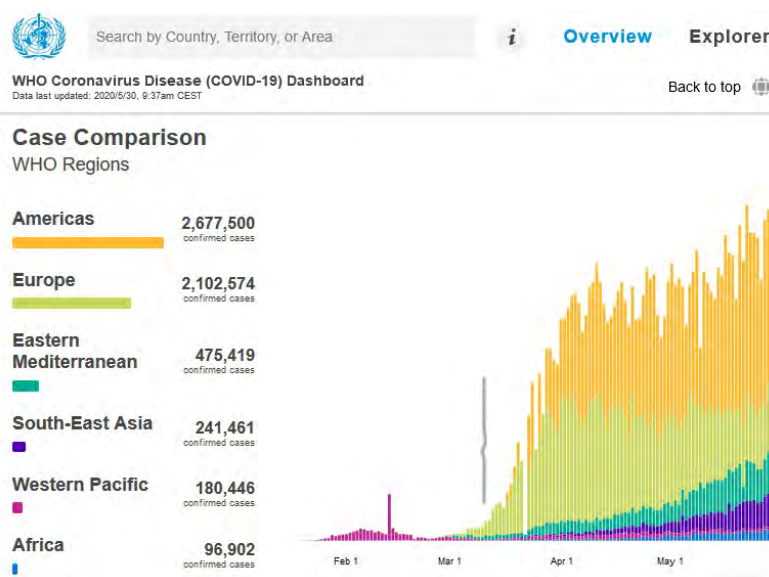 Search by Country, Territory, or Area
i
Overview
Explorer
WHO Coronavirus Disease (COVID-19) Dashboard
Data last updated: 2020/5/30, 9:37am CEST
Back to top
Case Comparison
WHO Regions
Americas
2,677,500
confirmed cases
Europe
2,102,574
confirmed cases
Eastern
Mediterranean
475,419
confirmed cases
South-East Asia
241,461
confirmed cases
Western Pacific
180,446
confirmed cases
Africa
96,902
confirmed cases
Feb 1
Mar 1
Apr 1
May 1